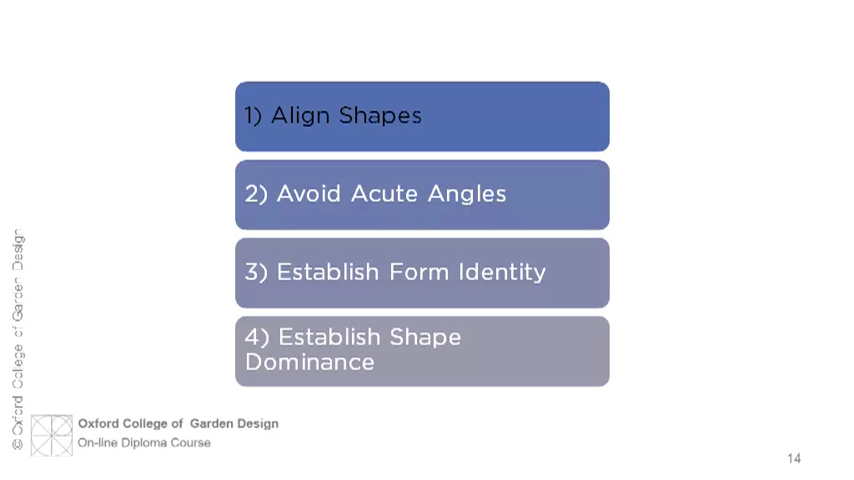 1) Align Shapes
2) Avoid Acute Angles
3) Establish Form Identity
4) Establish Shape
Dominance
© Oxford College of Garden Design
Oxford College of Garden Design
On-line Diploma Course
14